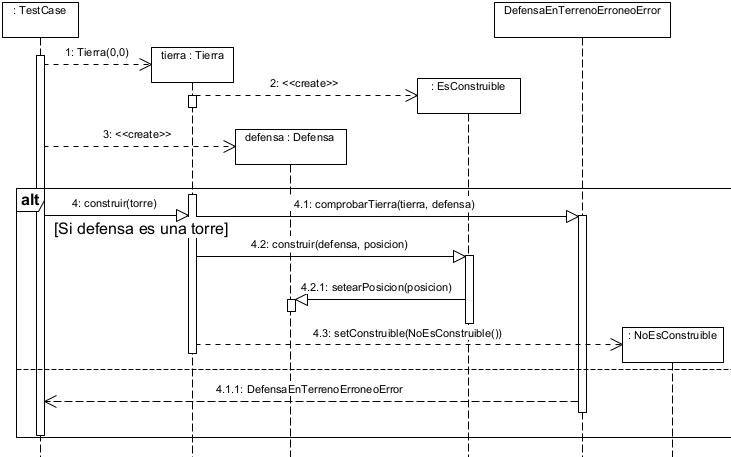 : TestCase
DefensaEnTerrenoErroneoError
1: Tierra(0,0)
tierra : Tierra
2: <<create>>
: EsConstruible
3: <<create>>
defensa : Defensa
alt
4: construir(torre)
4.1: comprobarTierra(tierra, defensa)
[Si defensa es una torre]
4.2: construir(defensa, posicion)
4.2.1: setearPosicion(posicion)
4.3: setConstruible(NoEsConstruible())
: NoEsConstruible
4.1.1: DefensaEnTerrenoErroneoError